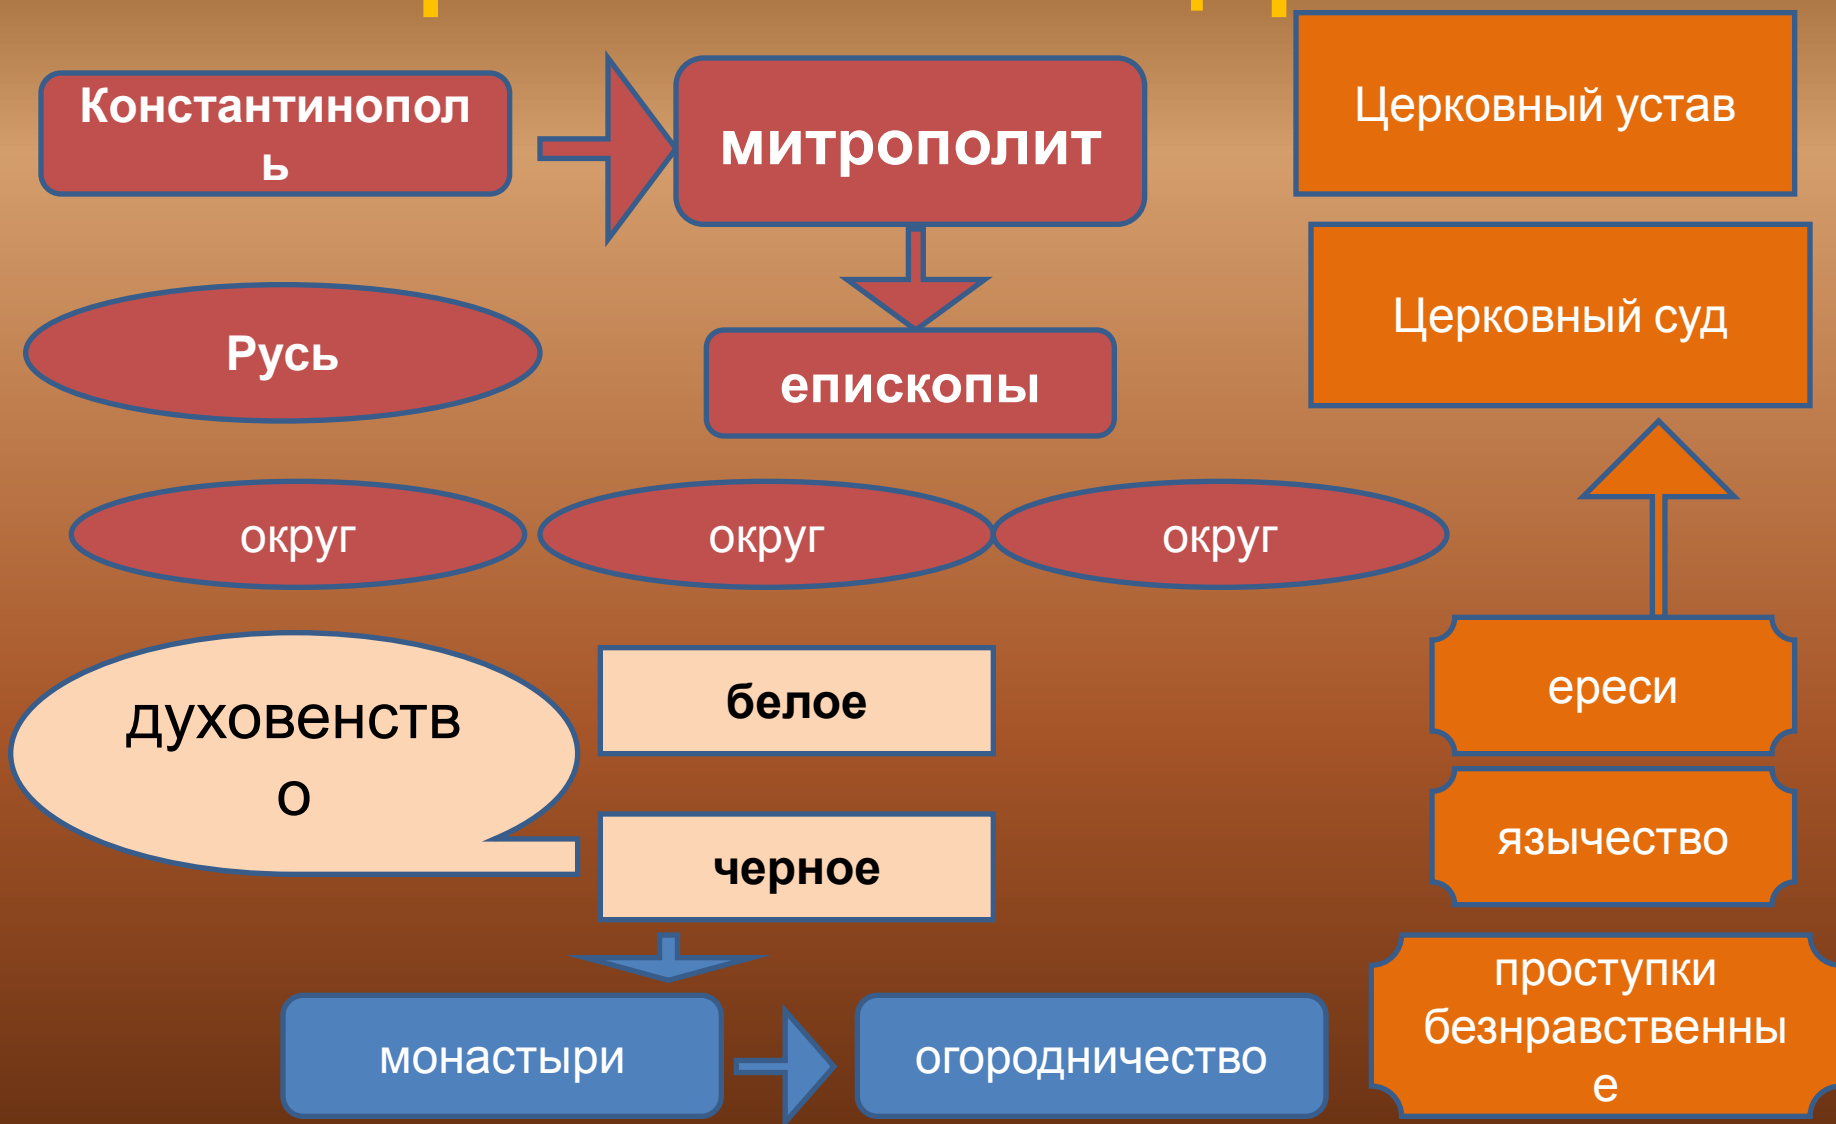 Константинопол
ь
митрополит
Церковный устав
Церковный суд
Русь
епископы
округ
округ
округ
духовенств
о
белое
черное
ереси
язычество
проступки
безнравственны
е
монастыри
огородничество